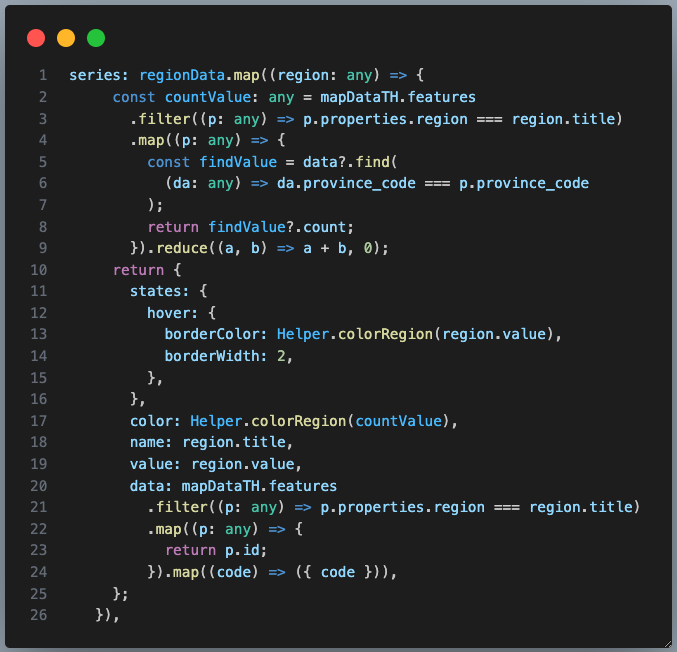 1 series: regionData.map((region: any) => {
2 const countValue: any = mapDataTH.features
3 .filter((p: any) => p.properties.region === region.title)
4 .map((p: any) => {
5 const findValue = data?.find(
6 (da: any) => da.province_code === p.province_code
7 );
8 return findValue?.count;
9 }).reduce((a, b) => a + b, 0);
10 return {
11 states: {
12 hover: {
13 borderColor: Helper.colorRegion(region.value),
14 borderWidth: 2,
15 },
16 },
17 color: Helper.colorRegion(countValue),
18 name: region.title,
19 value: region.value,
20 data: mapDataTH.features
21 .filter((p: any) => p.properties.region === region.title)
22 .map((p: any) => {
23 return p.id;
24 }).map((code) => ({ code })),
25 };
26 }),